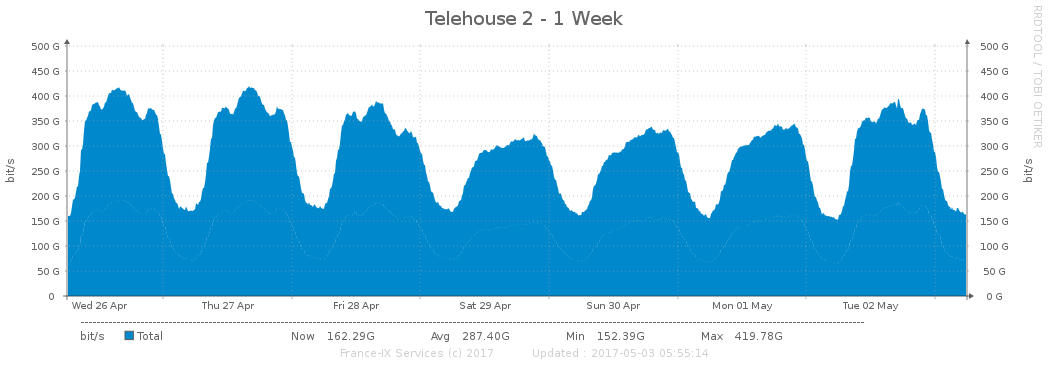 Telehouse 2 - 1 Week
RRDTOOL / TOBI OETIKER
500 G 500 G
450 G 450 G
400 G 400 G
350 G 350 G
300 G 300 G
250 G 250 G
200 G 200 G
150 G 150 G
100 G 100 G
50 G 50 G
0 0 G
bit/s
bit/s
Wed 26 Apr Thu 27 Apr Fri 28 Apr Sat 29 Apr Sun 30 Apr Mon 01 May Tue 02 May
bit/s Total Now 162.29G Avg 287.40G Min 152.39G Max 419.78G
France-IX Services (c) 2017 Updated : 2017-05-03 05:55:14